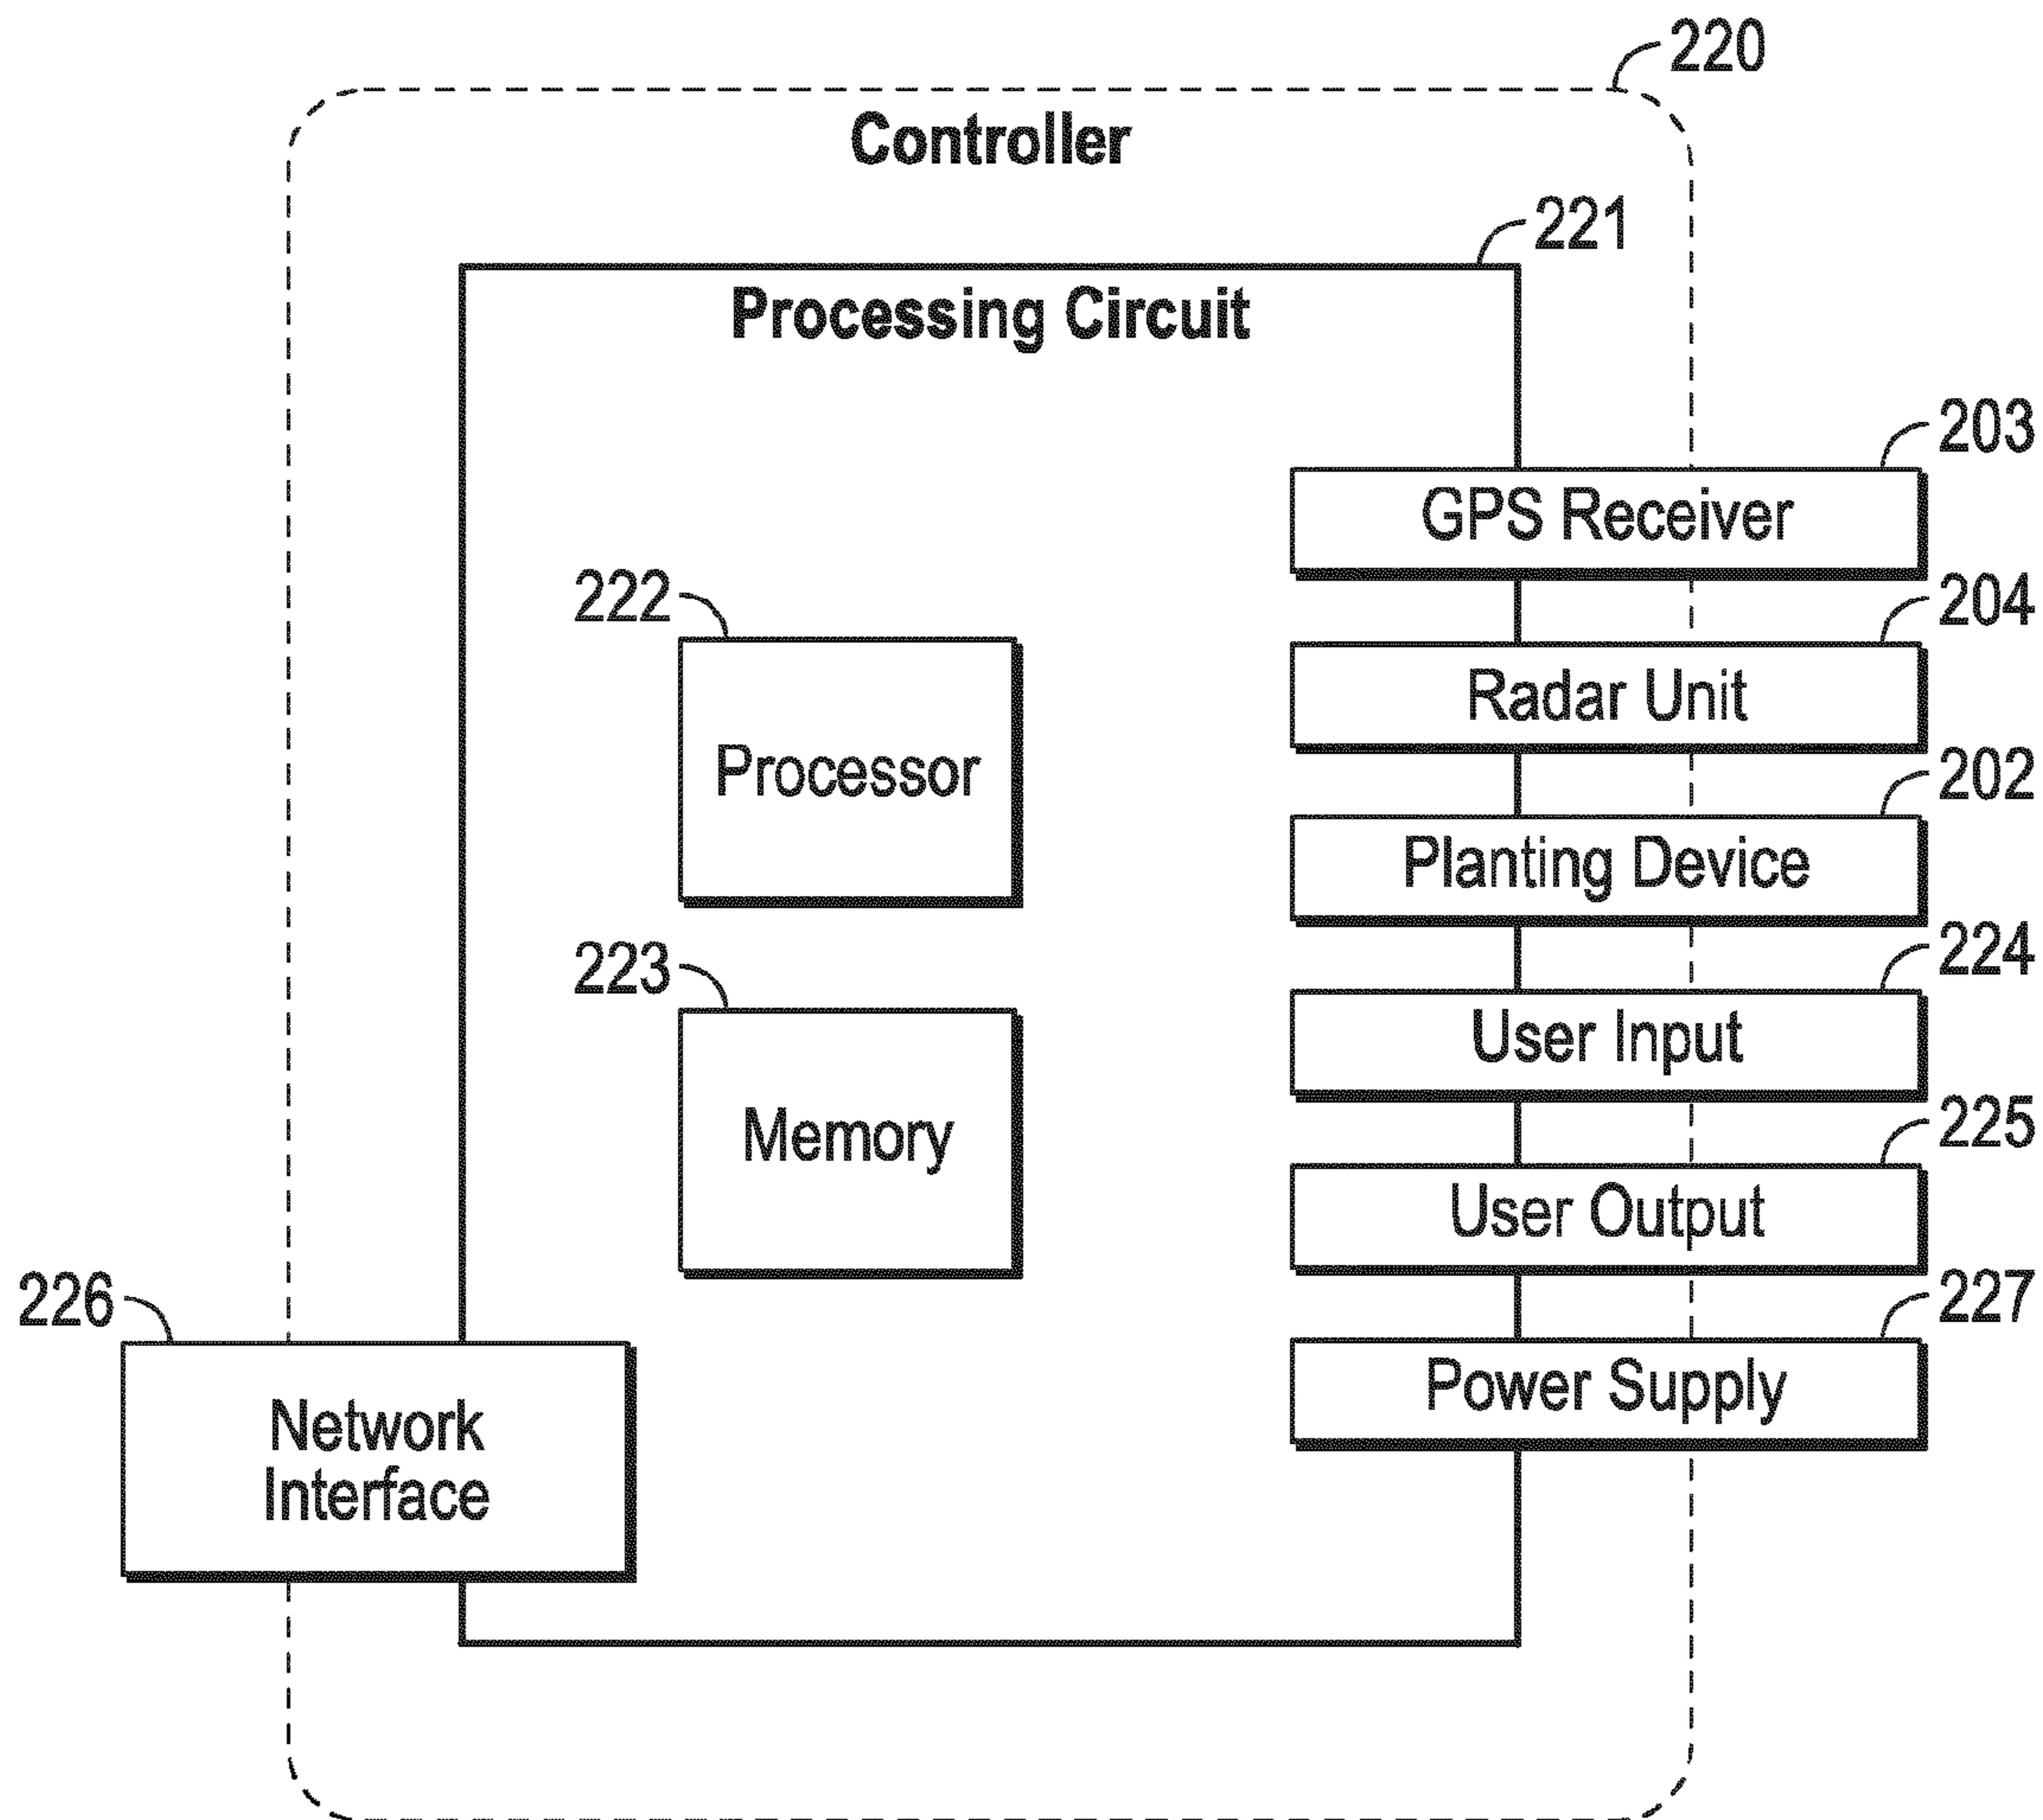 220
Controller
221
Processing Circuit
203
GPS Receiver
222
204
Processor
Radar Unit
202
Planting Device
223
224
Memory
User Input
225
User Output
226
227
Network
Interface
Power Supply